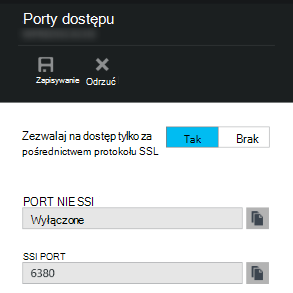 Porty dostępu
Zapisywanie Odrzuć
Zezwalaj na dostęp tylko za
pośrednictwem protokołu SSL
Tak Brak
PORT NIE SSI
Wyłączone
SSI PORT
6380